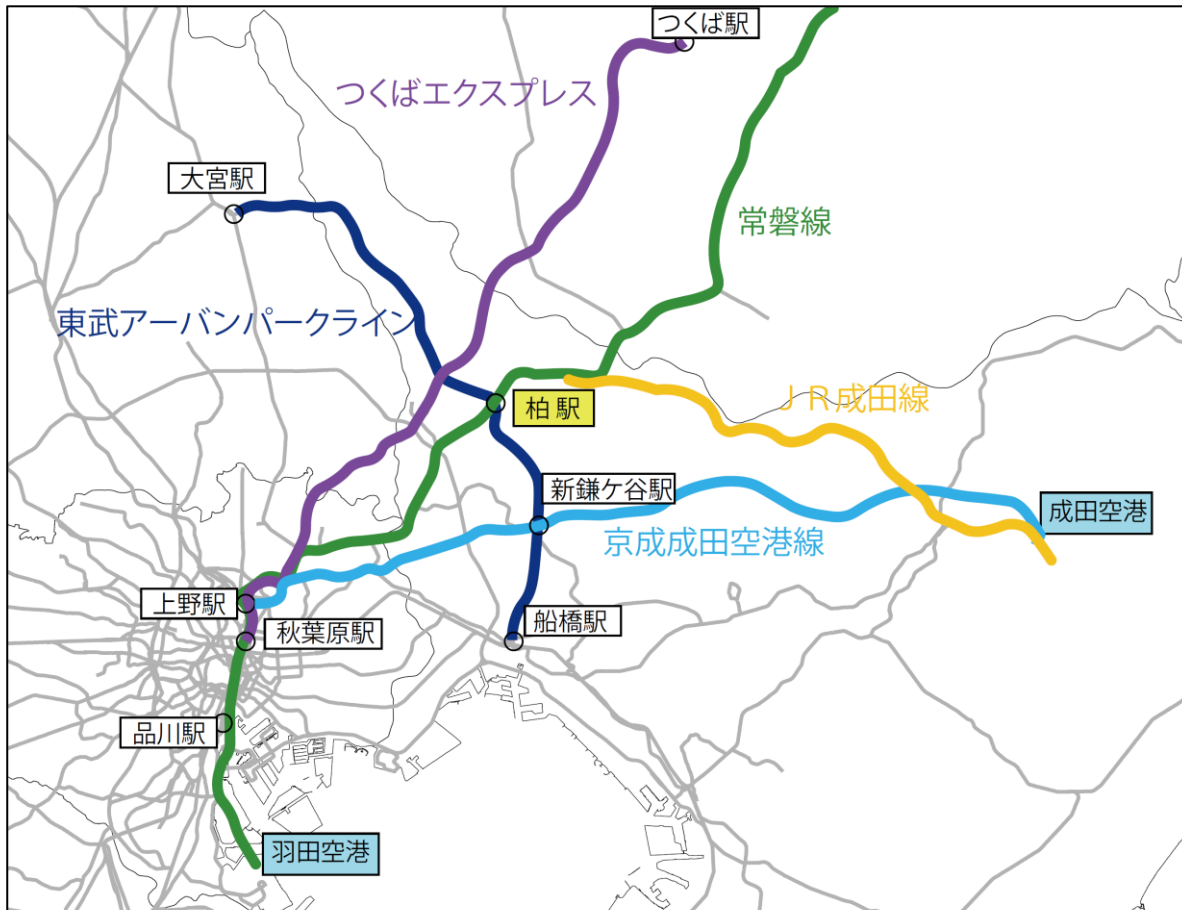 つくば駅
つくばエクスプレス
大宮駅
常磐線
東武アーバンパークライン
柏駅
ＪＲ成田線
新鎌ケ谷駅
成田空港
京成成田空港線
上野駅
船橋駅
秋葉原駅
品川駅
羽田空港